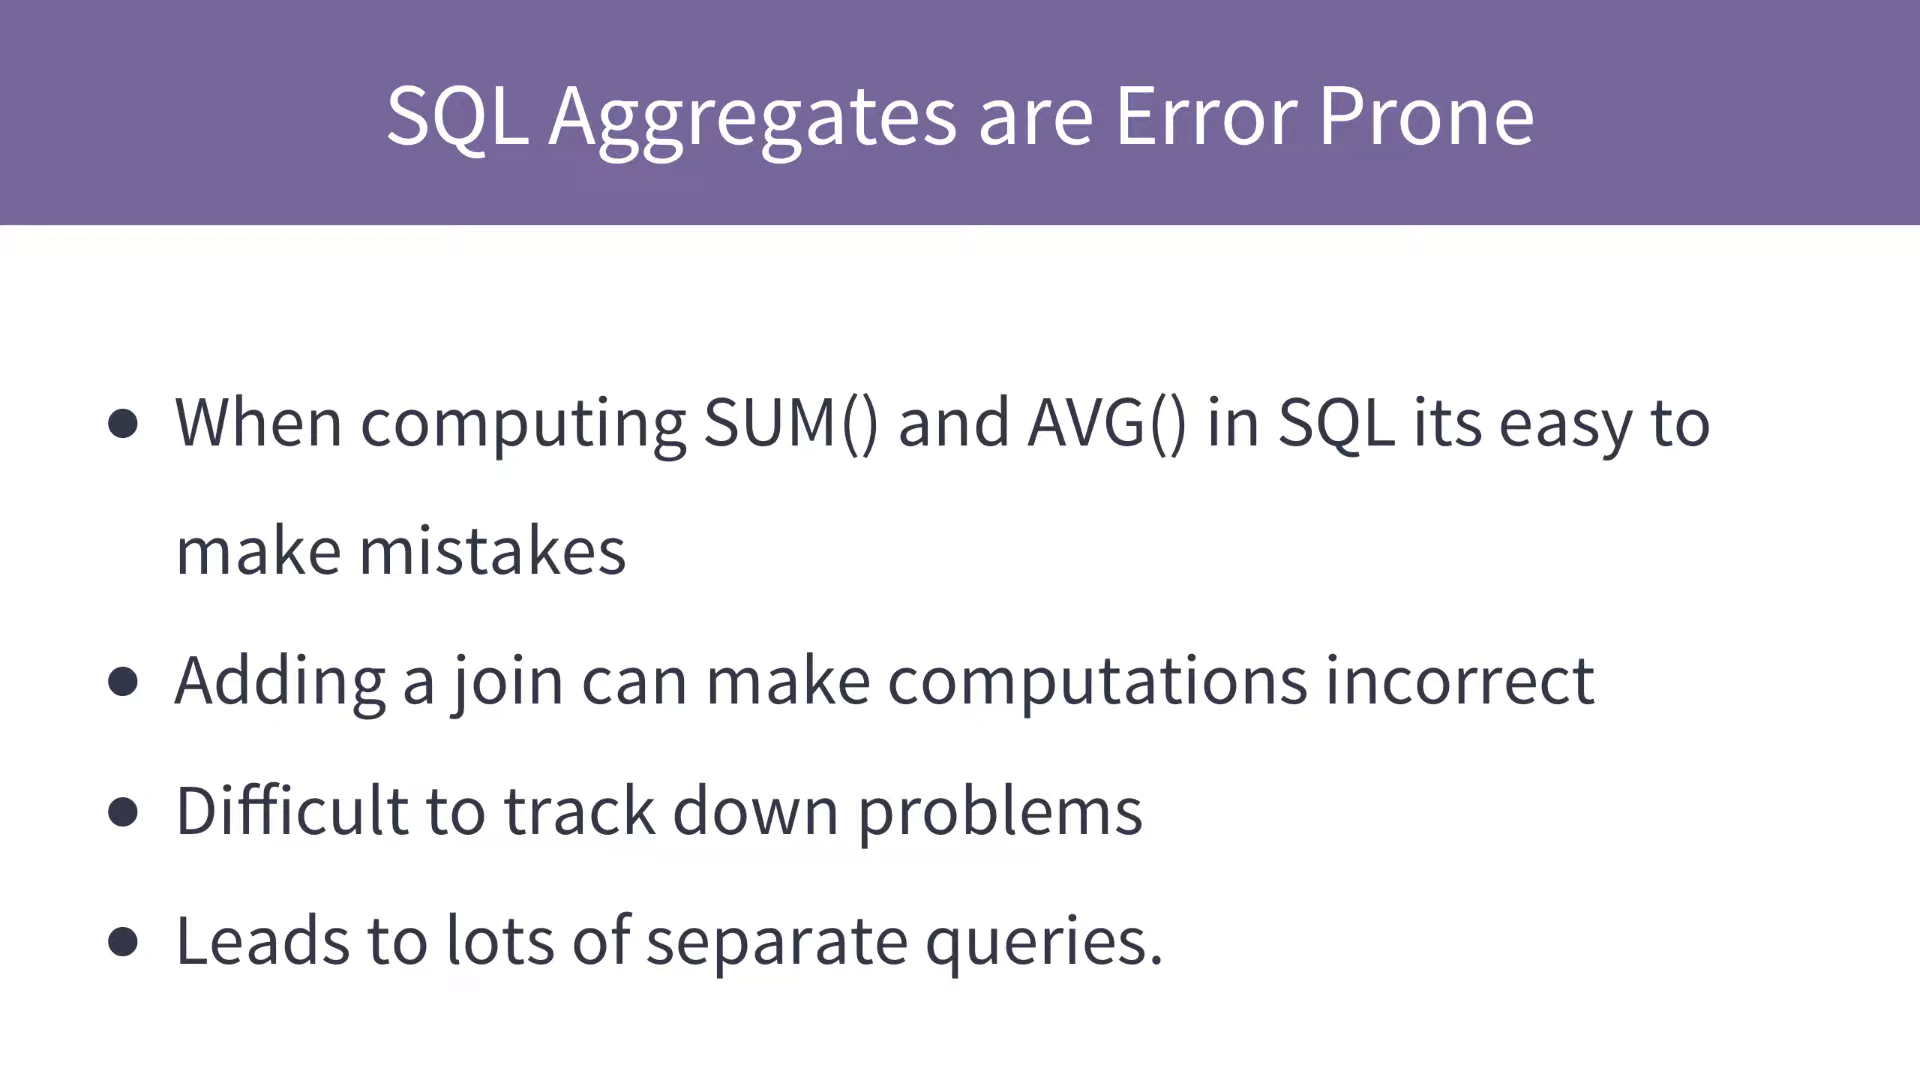 SQL Aggregates are Error Prone
● When computing SUM() and AVG() in SQL its easy to
make mistakes
● Adding a join can make computations incorrect
● Difficult to track down problems
● Leads to lots of separate queries.